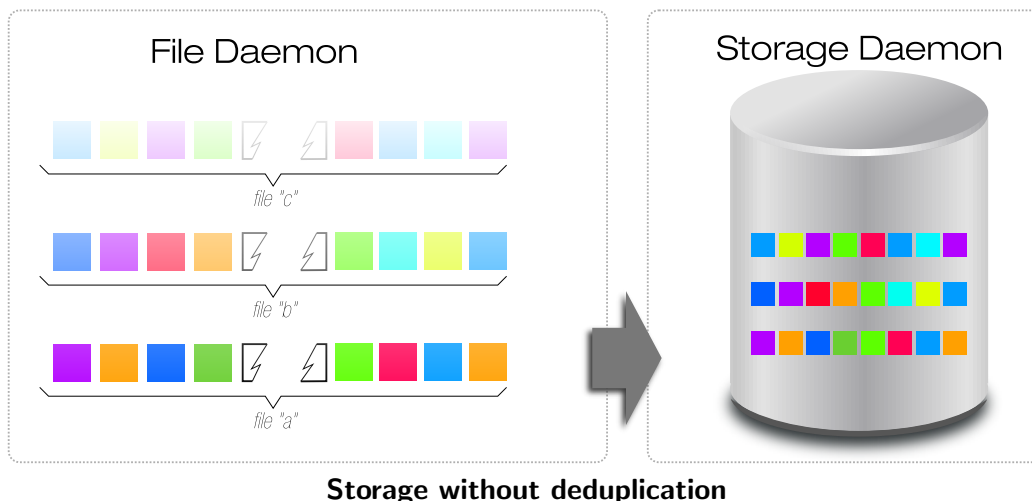 File Daemon
Storage Daemon
file "c"
file "b"
file "a"
Storage without deduplication